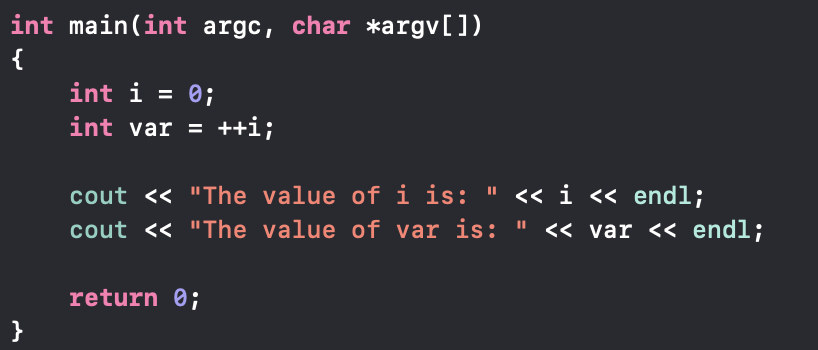 int main(int argc, char *argv[])
{
    int i = 0;
    int var = ++i;

    cout << "The value of i is: " << i << endl;
    cout << "The value of var is: " << var << endl;

    return 0;
}